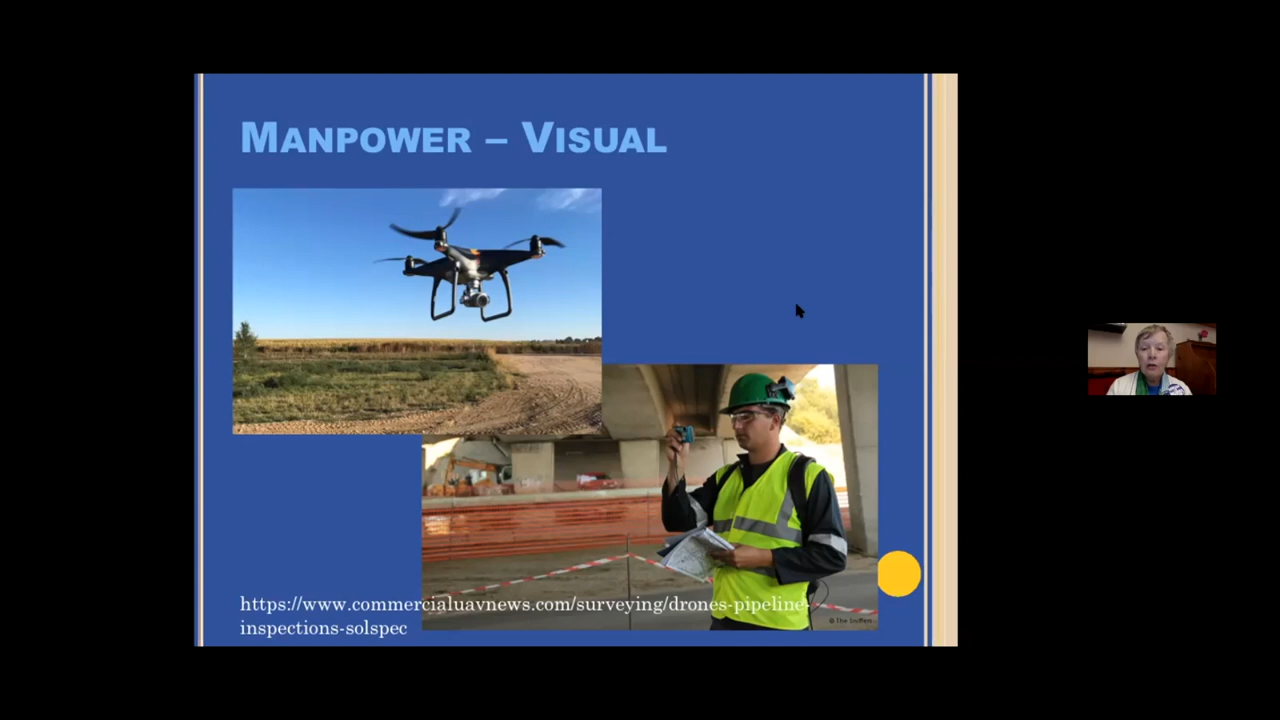 MANPOWER – VISUAL
https://www.commercialuavnews.com/surveying/drones-pipeline-
inspections-solspec